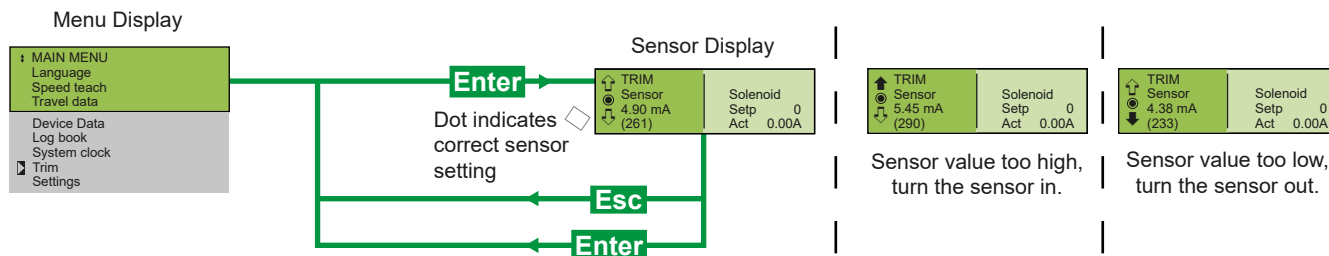 Menu Display
MAIN MENU
Language
Speed teach
Travel data
Device Data
Log book
System clock
Trim
Settings
Enter
Dot indicates
correct sensor
setting
Esc
Enter
Sensor Display
TRIM
Sensor
4.90 mA
(261)
Solenoid
Setp 0
Act 0.00A
TRIM
Sensor
5.45 mA
(290)
Solenoid
Setp 0
Act 0.00A
Sensor value too high,
turn the sensor in.
TRIM
Sensor
4.38 mA
(233)
Solenoid
Setp 0
Act 0.00A
Sensor value too low,
turn the sensor out.